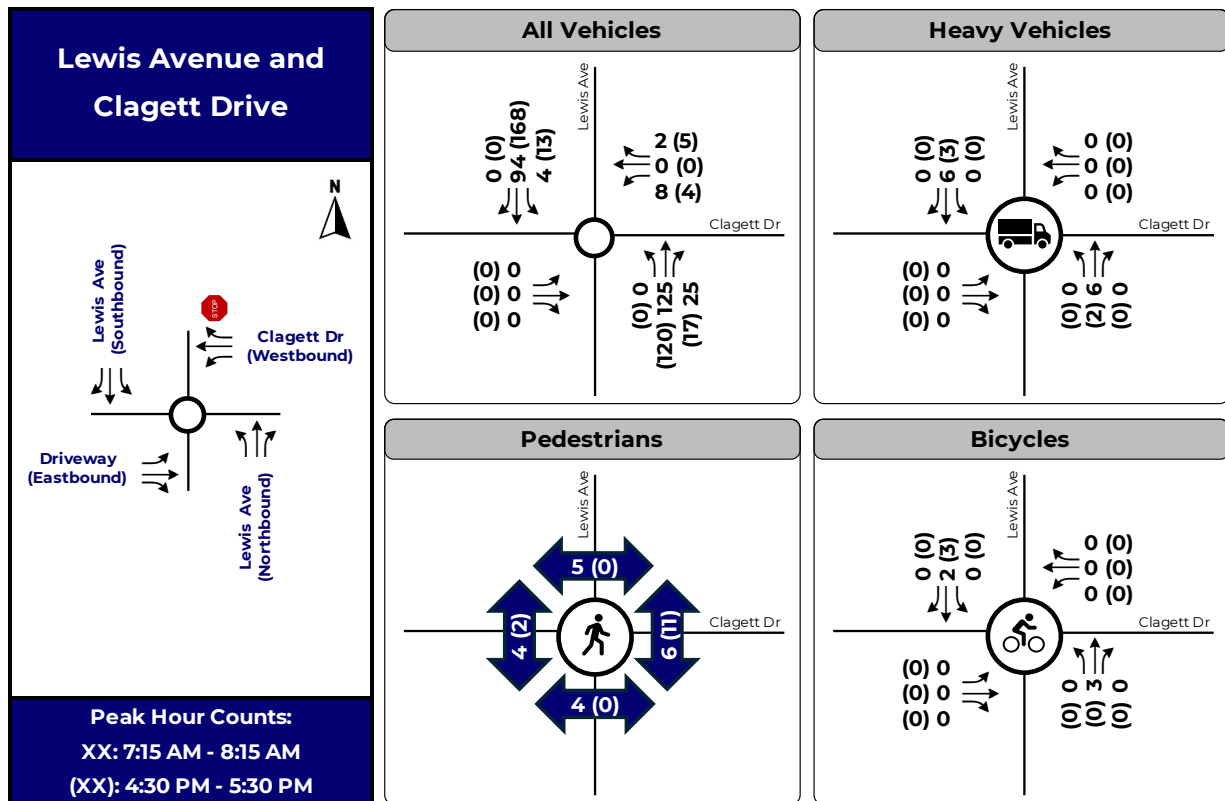 Lewis Avenue and
Clagett Drive
N
Lewis Ave
(Southbound)
STOP
Clagett Dr
(Westbound)
Driveway
(Eastbound)
Lewis Ave
(Northbound)
Peak Hour Counts:
XX: 7:15 AM - 8:15 AM
(XX): 4:30 PM - 5:30 PM
All Vehicles
Lewis Ave
0 (0)
94 (168)
4 (13)
2 (5)
0 (0)
8 (4)
Clagett Dr
(0) 0
(0) 0
(0) 0
(0) 0
(120) 125
(17) 25
Heavy Vehicles
Lewis Ave
0 (0)
6 (3)
0 (0)
0 (0)
0 (0)
0 (0)
Clagett Dr
(0) 0
(0) 0
(0) 0
(0) 0
(2) 6
(0) 0
Pedestrians
Lewis Ave
5 (0)
4 (2)
6 (11)
Clagett Dr
4 (0)
Bicycles
Lewis Ave
0 (0)
2 (3)
0 (0)
0 (0)
0 (0)
0 (0)
Clagett Dr
(0) 0
(0) 0
(0) 0
(0) 0
(0) 3
(0) 0